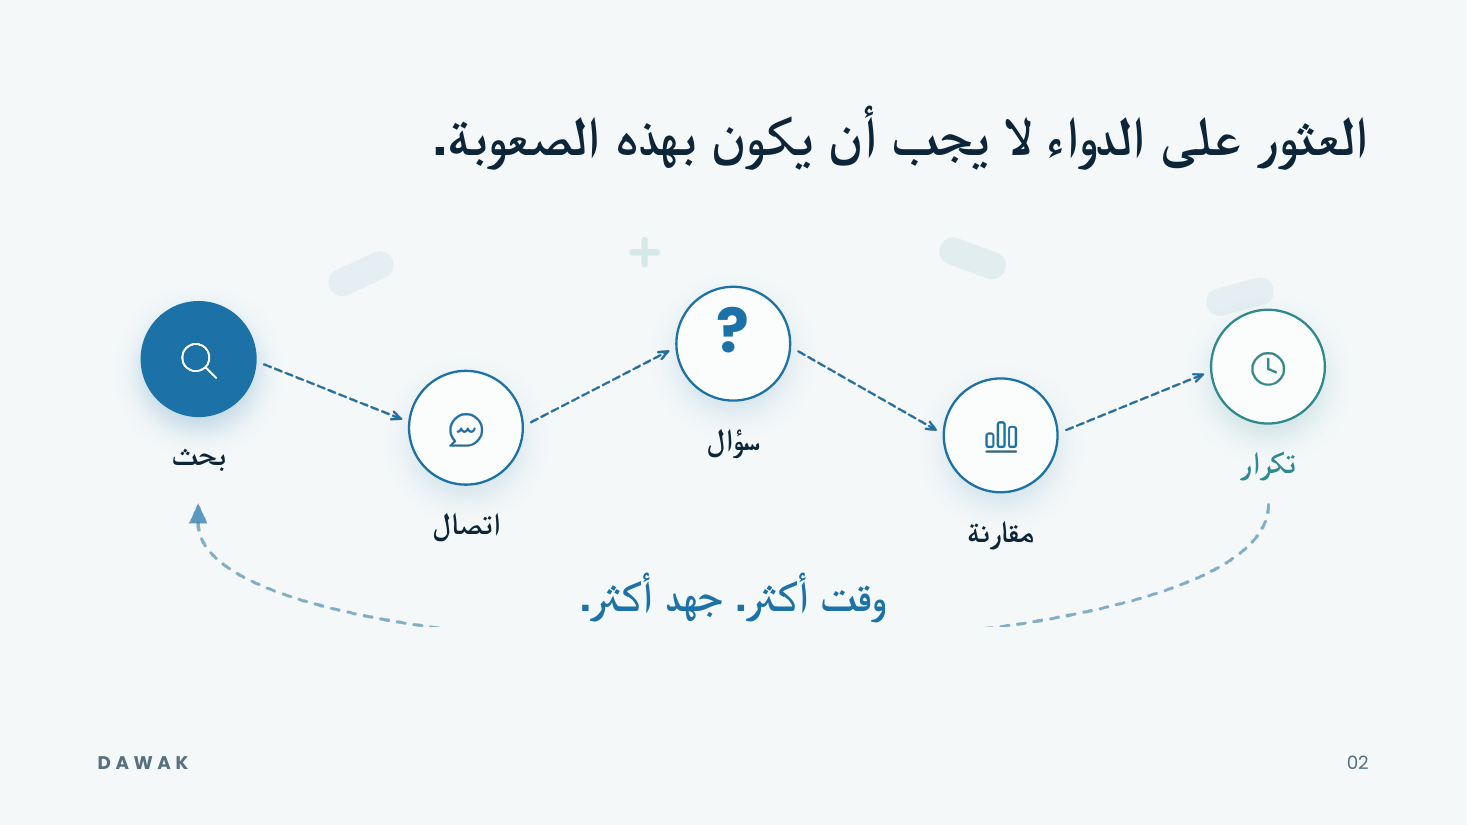 العثور على الدواء لا يجب أن يكون بهذه الصعوبة.
?
بحث
اتصال
سؤال
مقارنة
تكرار
وقت أكثر. جهد أكثر.
DAWAK
02